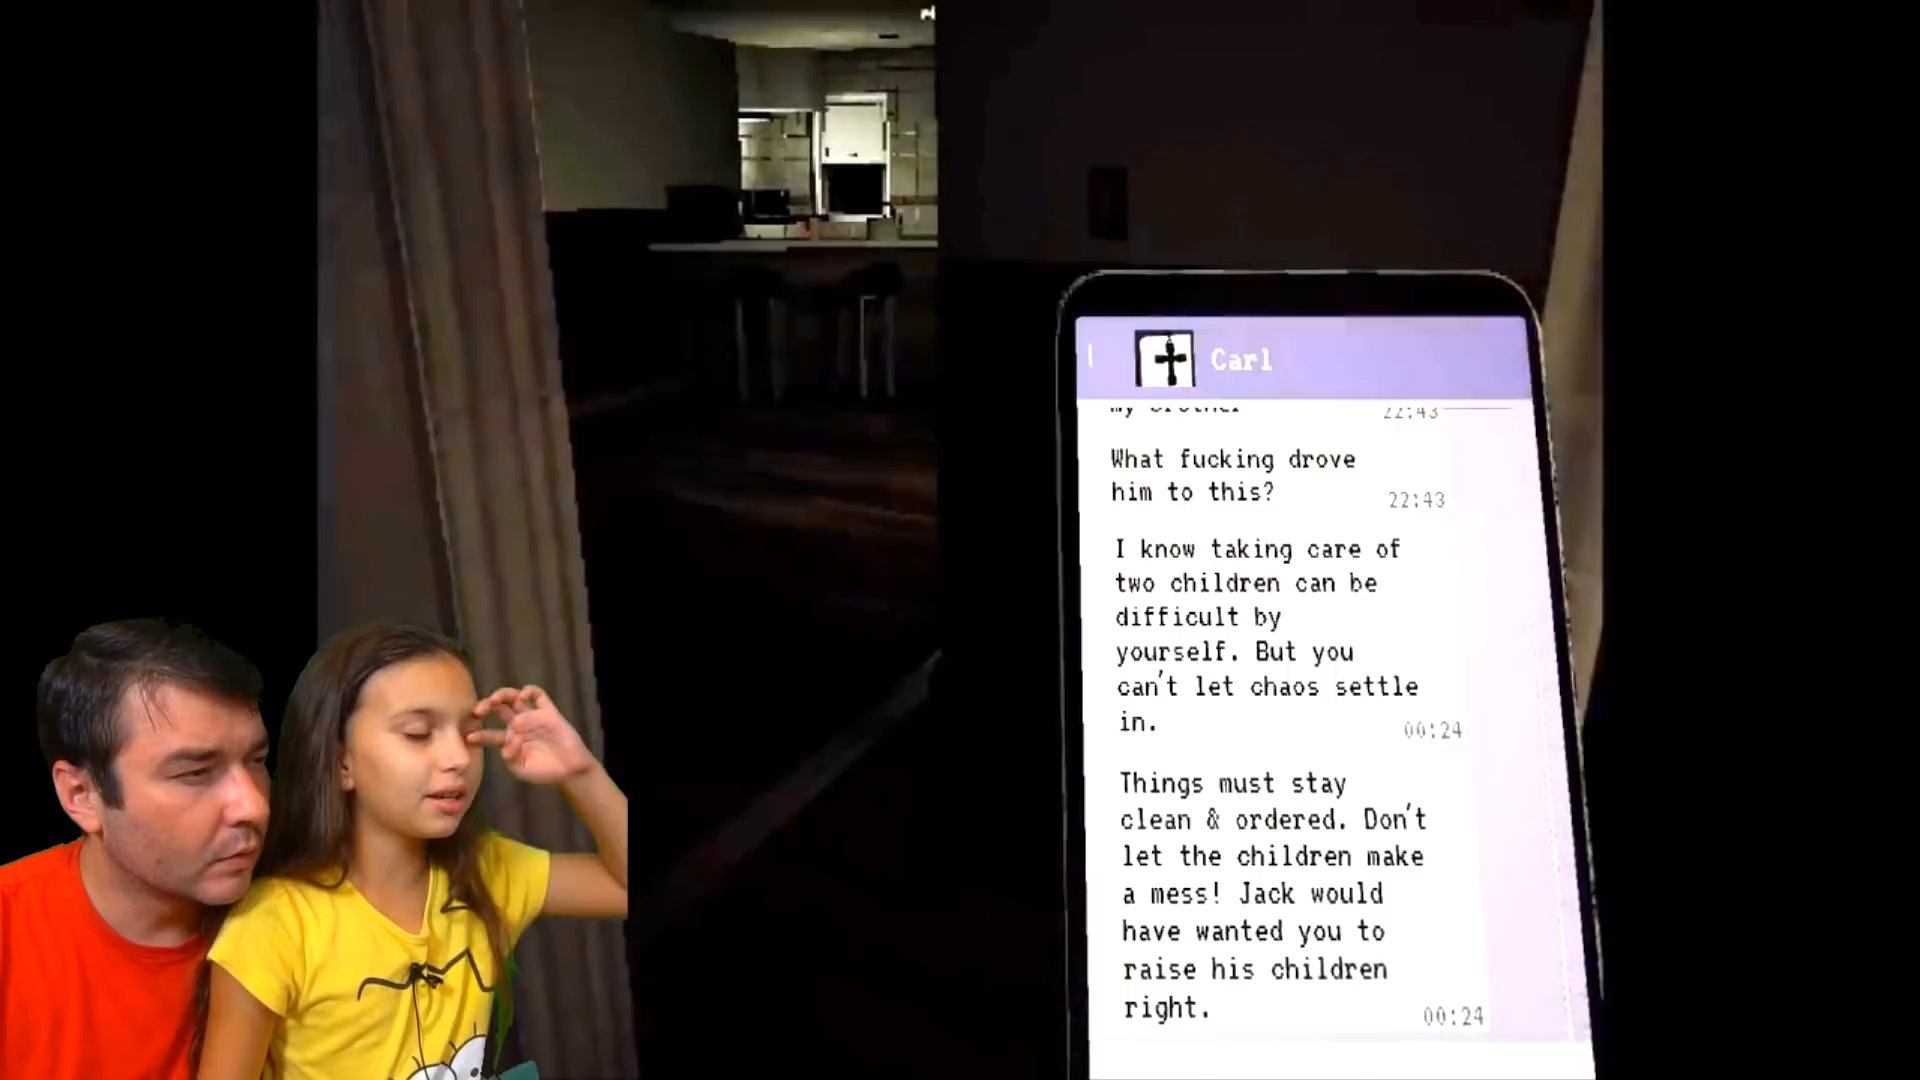 Carl
my brother
22:43
What fucking drove
him to this?
22:43
I know taking care of
two children can be
difficult by
yourself. But you
can't let chaos settle
in.
00:24
Things must stay
clean & ordered. Don't
let the children make
a mess! Jack would
have wanted you to
raise his children
right.
00:24